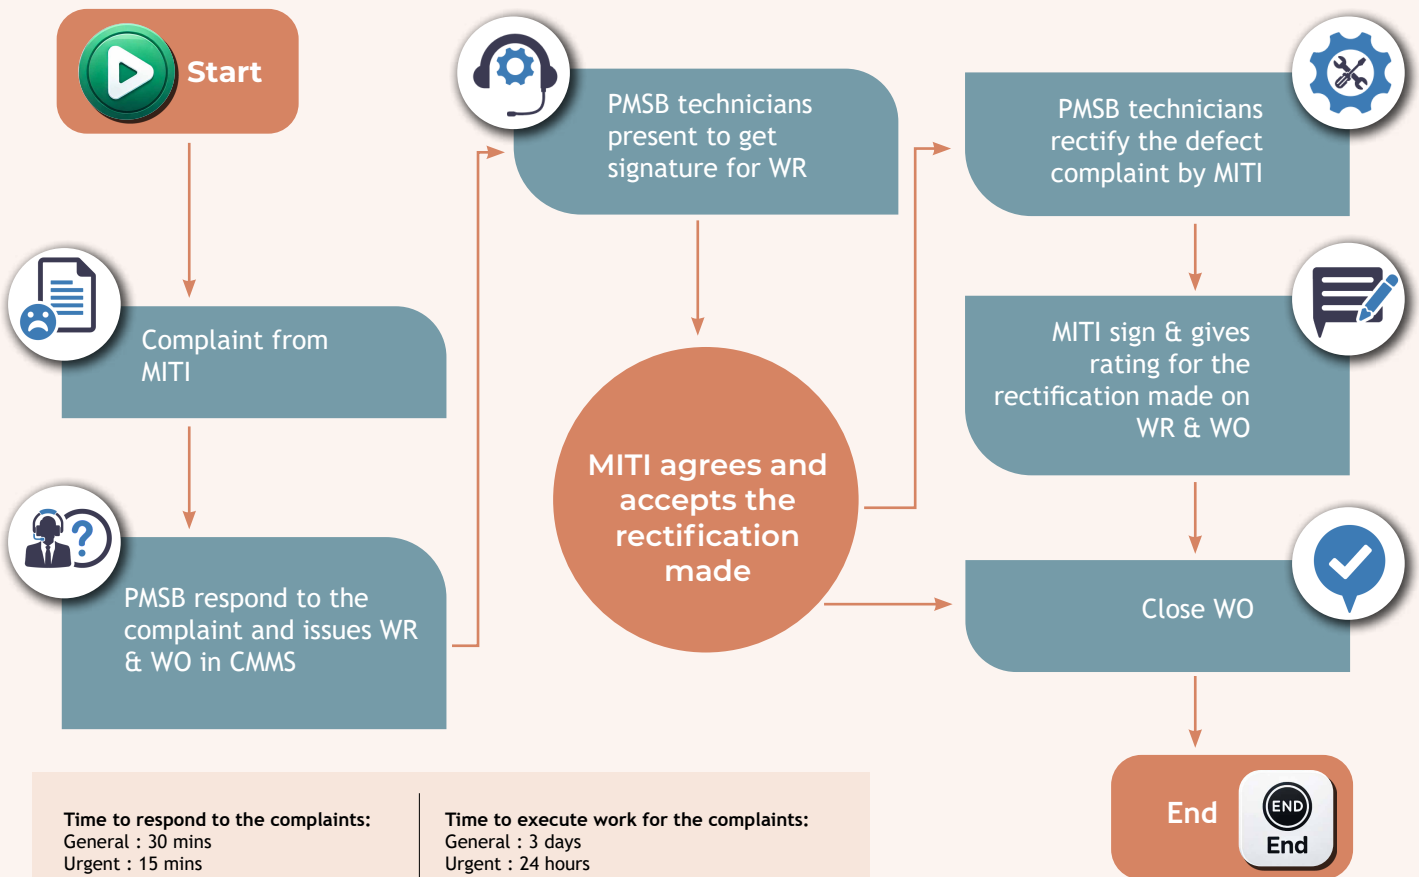 Start
Complaint from
MITI
PMSB respond to the
complaint and issues WR
& WO in CMMS
PMSB technicians
present to get
signature for WR
MITI agrees and
accepts the
rectification
made
PMSB technicians
rectify the defect
complaint by MITI
MITI sign & gives
rating for the
rectification made on
WR & WO
Close WO
End
END
End
Time to respond to the complaints:
General : 30 mins
Urgent : 15 mins
Time to execute work for the complaints:
General : 3 days
Urgent : 24 hours